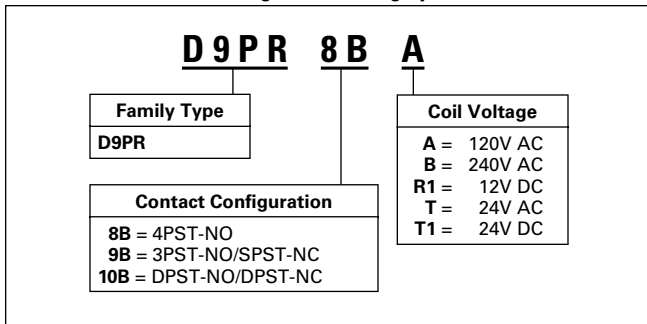 D9PR 8B A
Family Type
D9PR
Contact Configuration
8B = 4PST-NO
9B = 3PST-NO/SPST-NC
10B = DPST-NO/DPST-NC
Coil Voltage
A = 120V AC
B = 240V AC
R1 = 12V DC
T = 24V AC
T1 = 24V DC